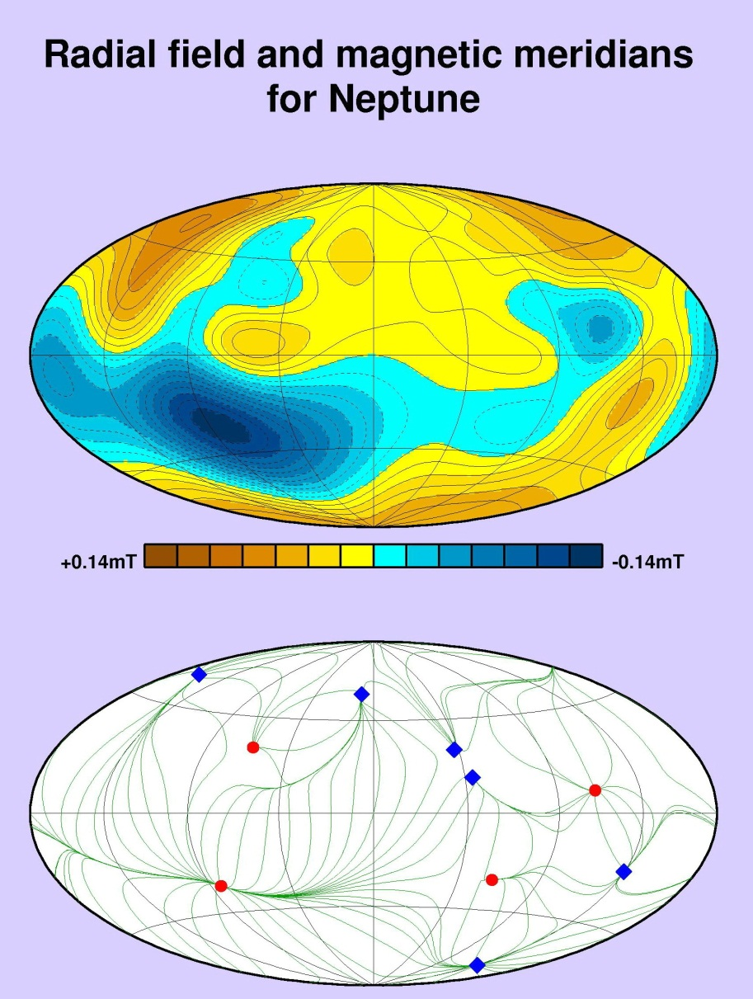 Radial field and magnetic meridians
for Neptune
+0.14mT -0.14mT